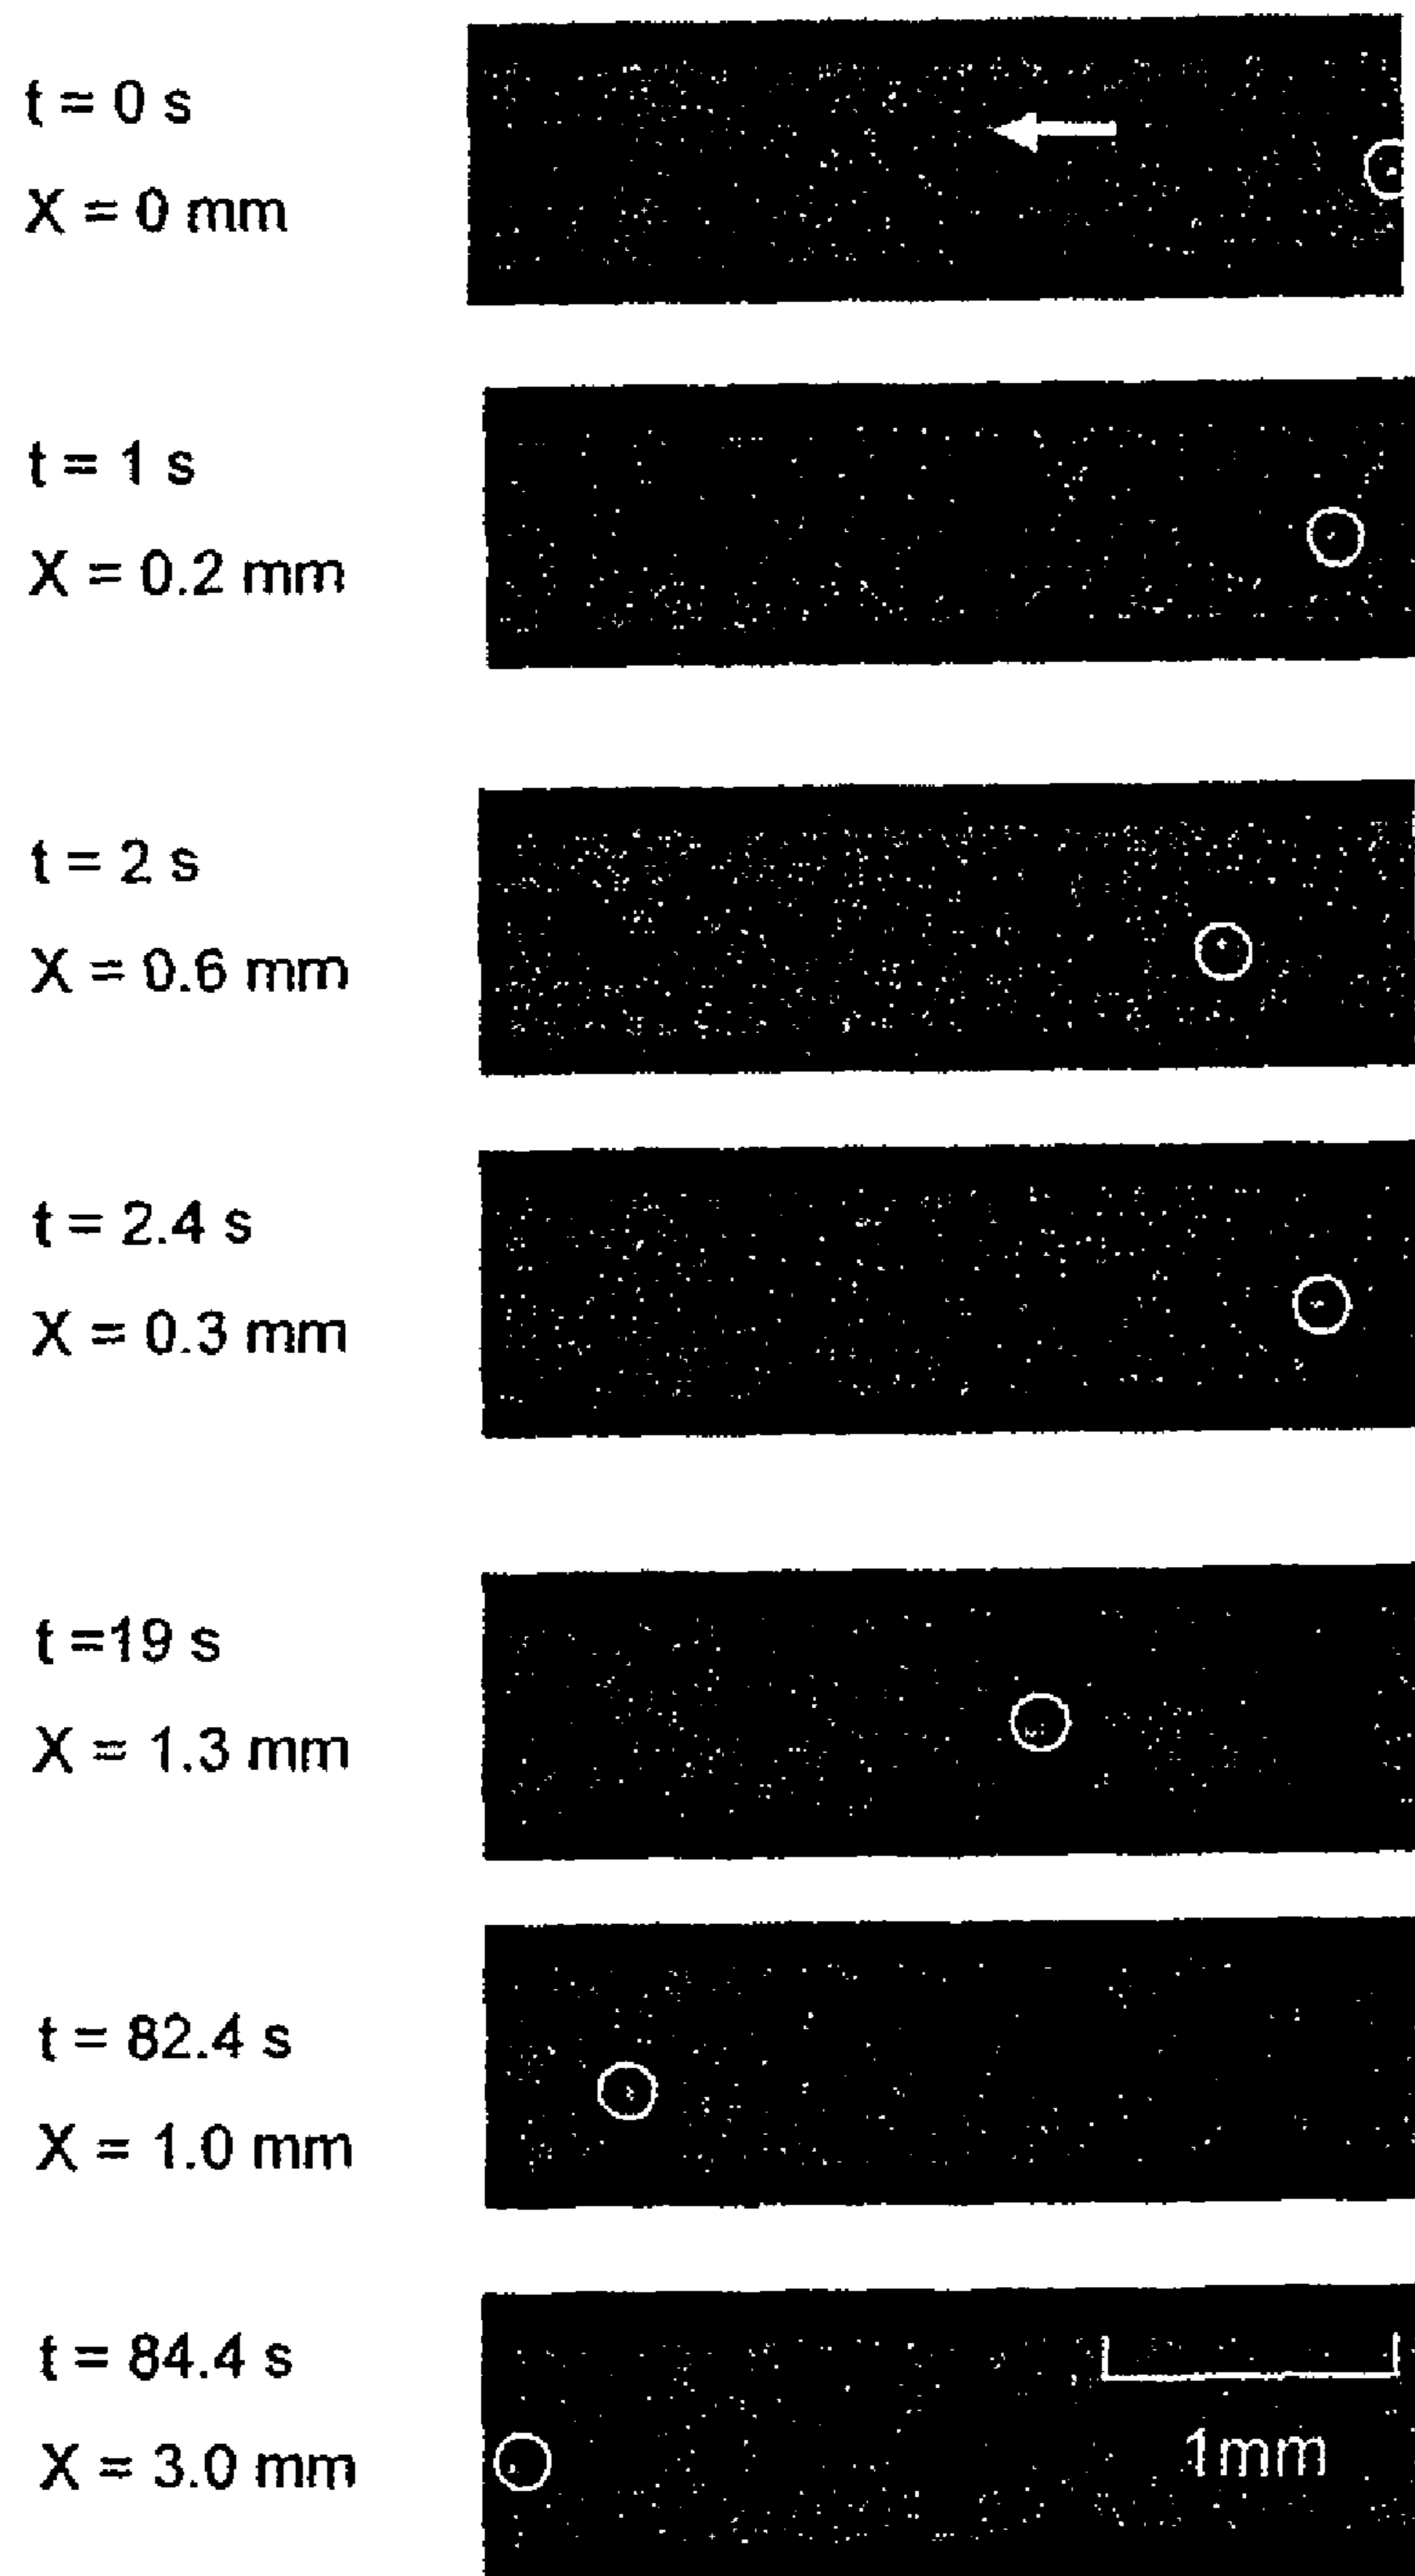 t = 0 s
X = 0 mm
t = 1 s
X = 0.2 mm
t = 2 s
X = 0.6 mm
t = 2.4 s
X = 0.3 mm
t =19 s
X = 1.3 mm
t = 82.4 s
X = 1.0 mm
t = 84.4 s
X = 3.0 mm
1mm